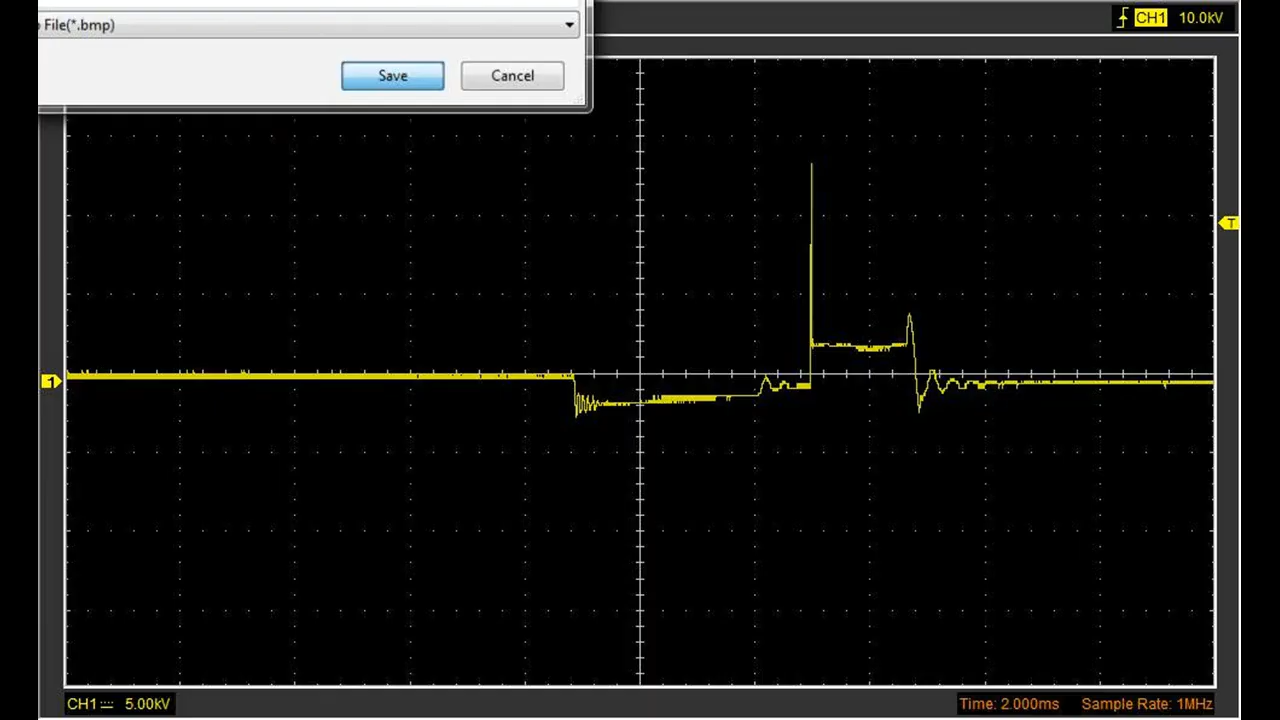 File(*.bmp)
CH1 10.0kV
Save Cancel
T
1
CH1 5.00kV
Time: 2.000ms Sample Rate: 1MHz